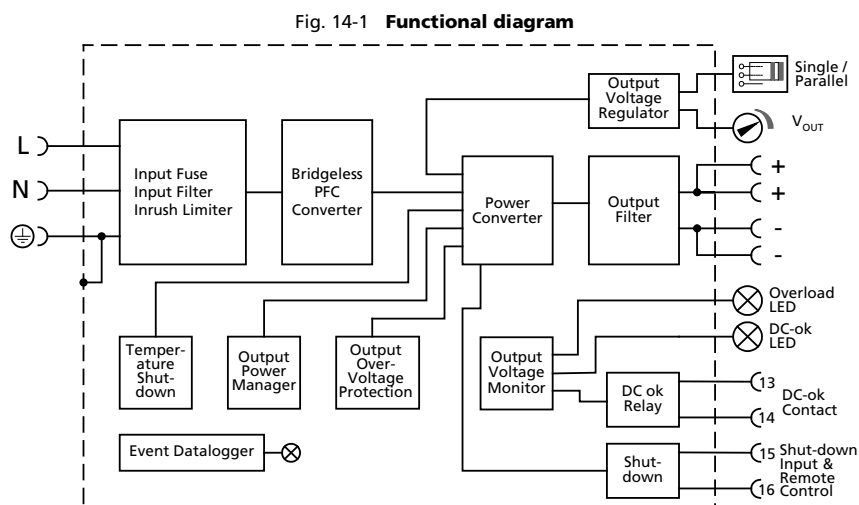 Fig. 14-1 Functional diagram
Single /
Parallel
Output
Voltage
Regulator
V_OUT
L
N
Input Fuse
Input Filter
Inrush Limiter
Bridgeless
PFC
Converter
Power
Converter
Output
Filter
+
+
-
-
Temper-
ature
Shut-
down
Output
Power
Manager
Output
Over-
Voltage
Protection
Output
Voltage
Monitor
Overload
LED
DC-ok
LED
DC ok
Relay
13
14
DC-ok
Contact
Event Datalogger
Shut-
down
15
16
Shut-down
Input &
Remote
Control